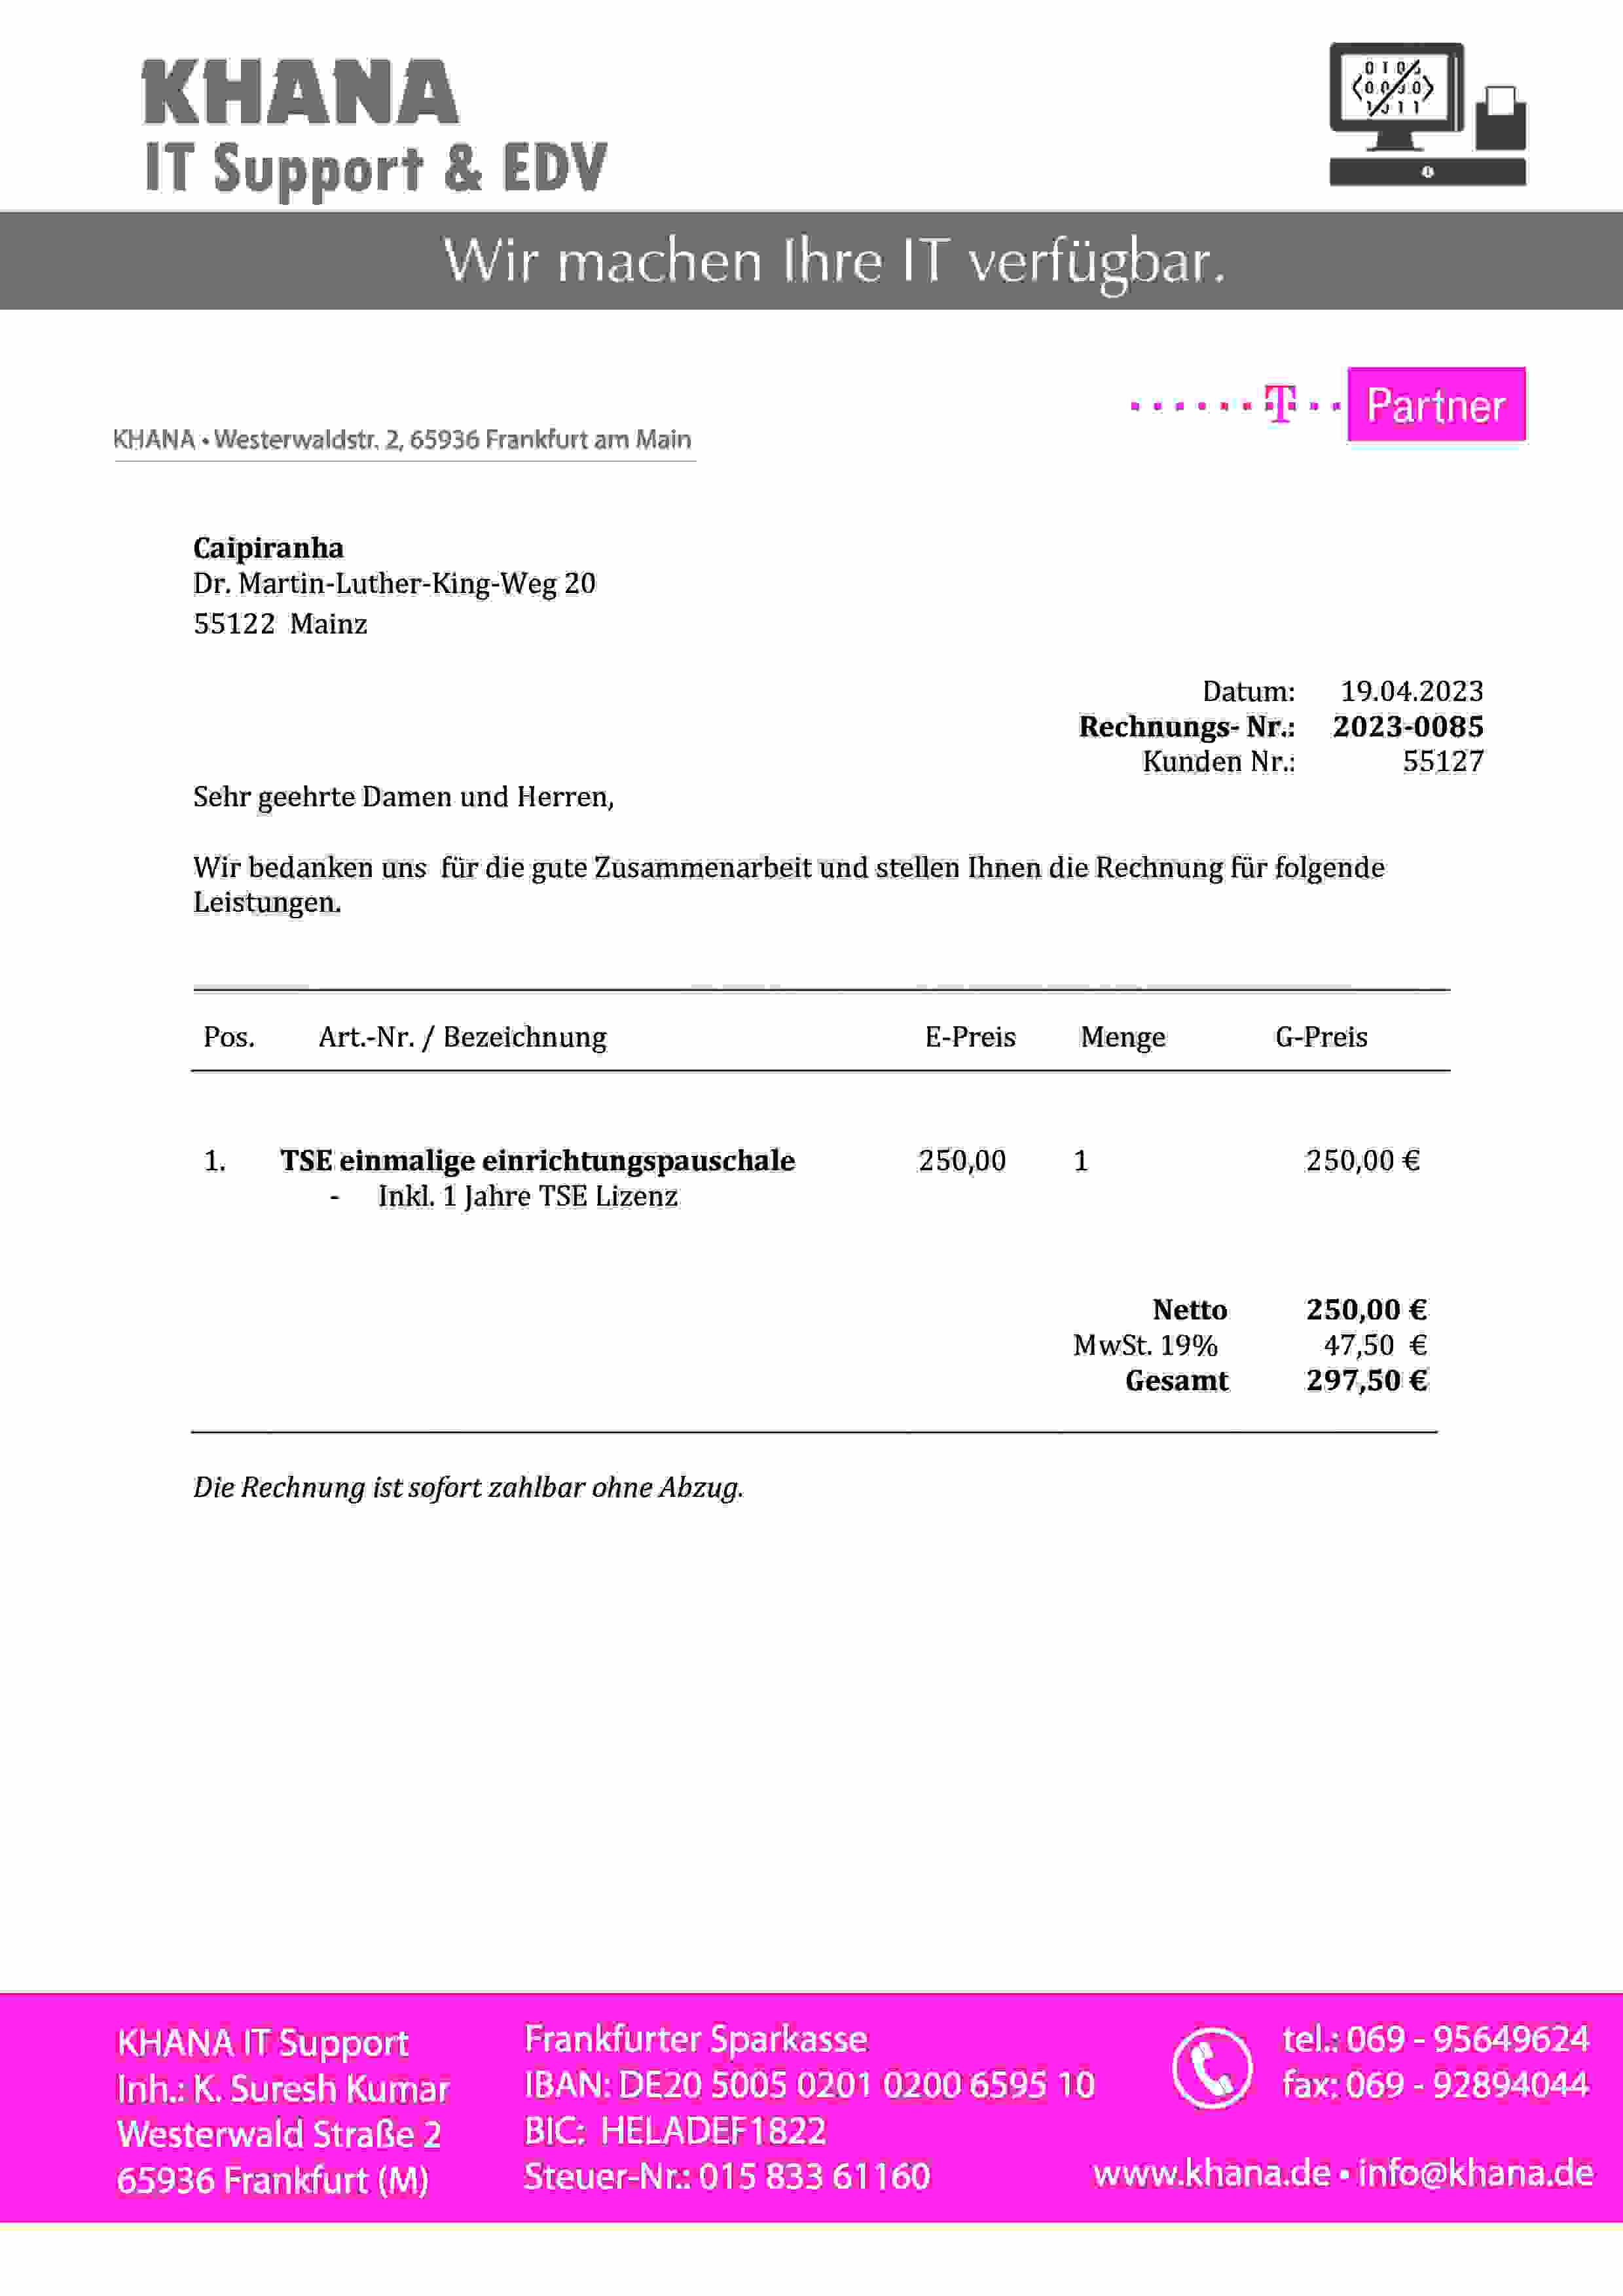 KHANA
IT Support & EDV
Wir machen Ihre IT verfügbar.
T Partner
KHANA • Westerwaldstr. 2, 65936 Frankfurt am Main
Caipiranha
Dr. Martin-Luther-King-Weg 20
55122 Mainz
Datum: 19.04.2023
Rechnungs- Nr.: 2023-0085
Kunden Nr.: 55127
Sehr geehrte Damen und Herren,
Wir bedanken uns für die gute Zusammenarbeit und stellen Ihnen die Rechnung für folgende
Leistungen.
Pos. Art.-Nr. / Bezeichnung E-Preis Menge G-Preis
1. TSE einmalige einrichtungspauschale 250,00 1 250,00 €
- Inkl. 1 Jahre TSE Lizenz
Netto 250,00 €
MwSt. 19% 47,50 €
Gesamt 297,50 €
Die Rechnung ist sofort zahlbar ohne Abzug.
KHANA IT Support
Inh.: K. Suresh Kumar
Westerwald Straße 2
65936 Frankfurt (M)
Frankfurter Sparkasse
IBAN: DE20 5005 0201 0200 6595 10
BIC: HELADEF1822
Steuer-Nr.: 015 833 61160
tel.: 069 - 95649624
fax: 069 - 92894044
www.khana.de • info@khana.de